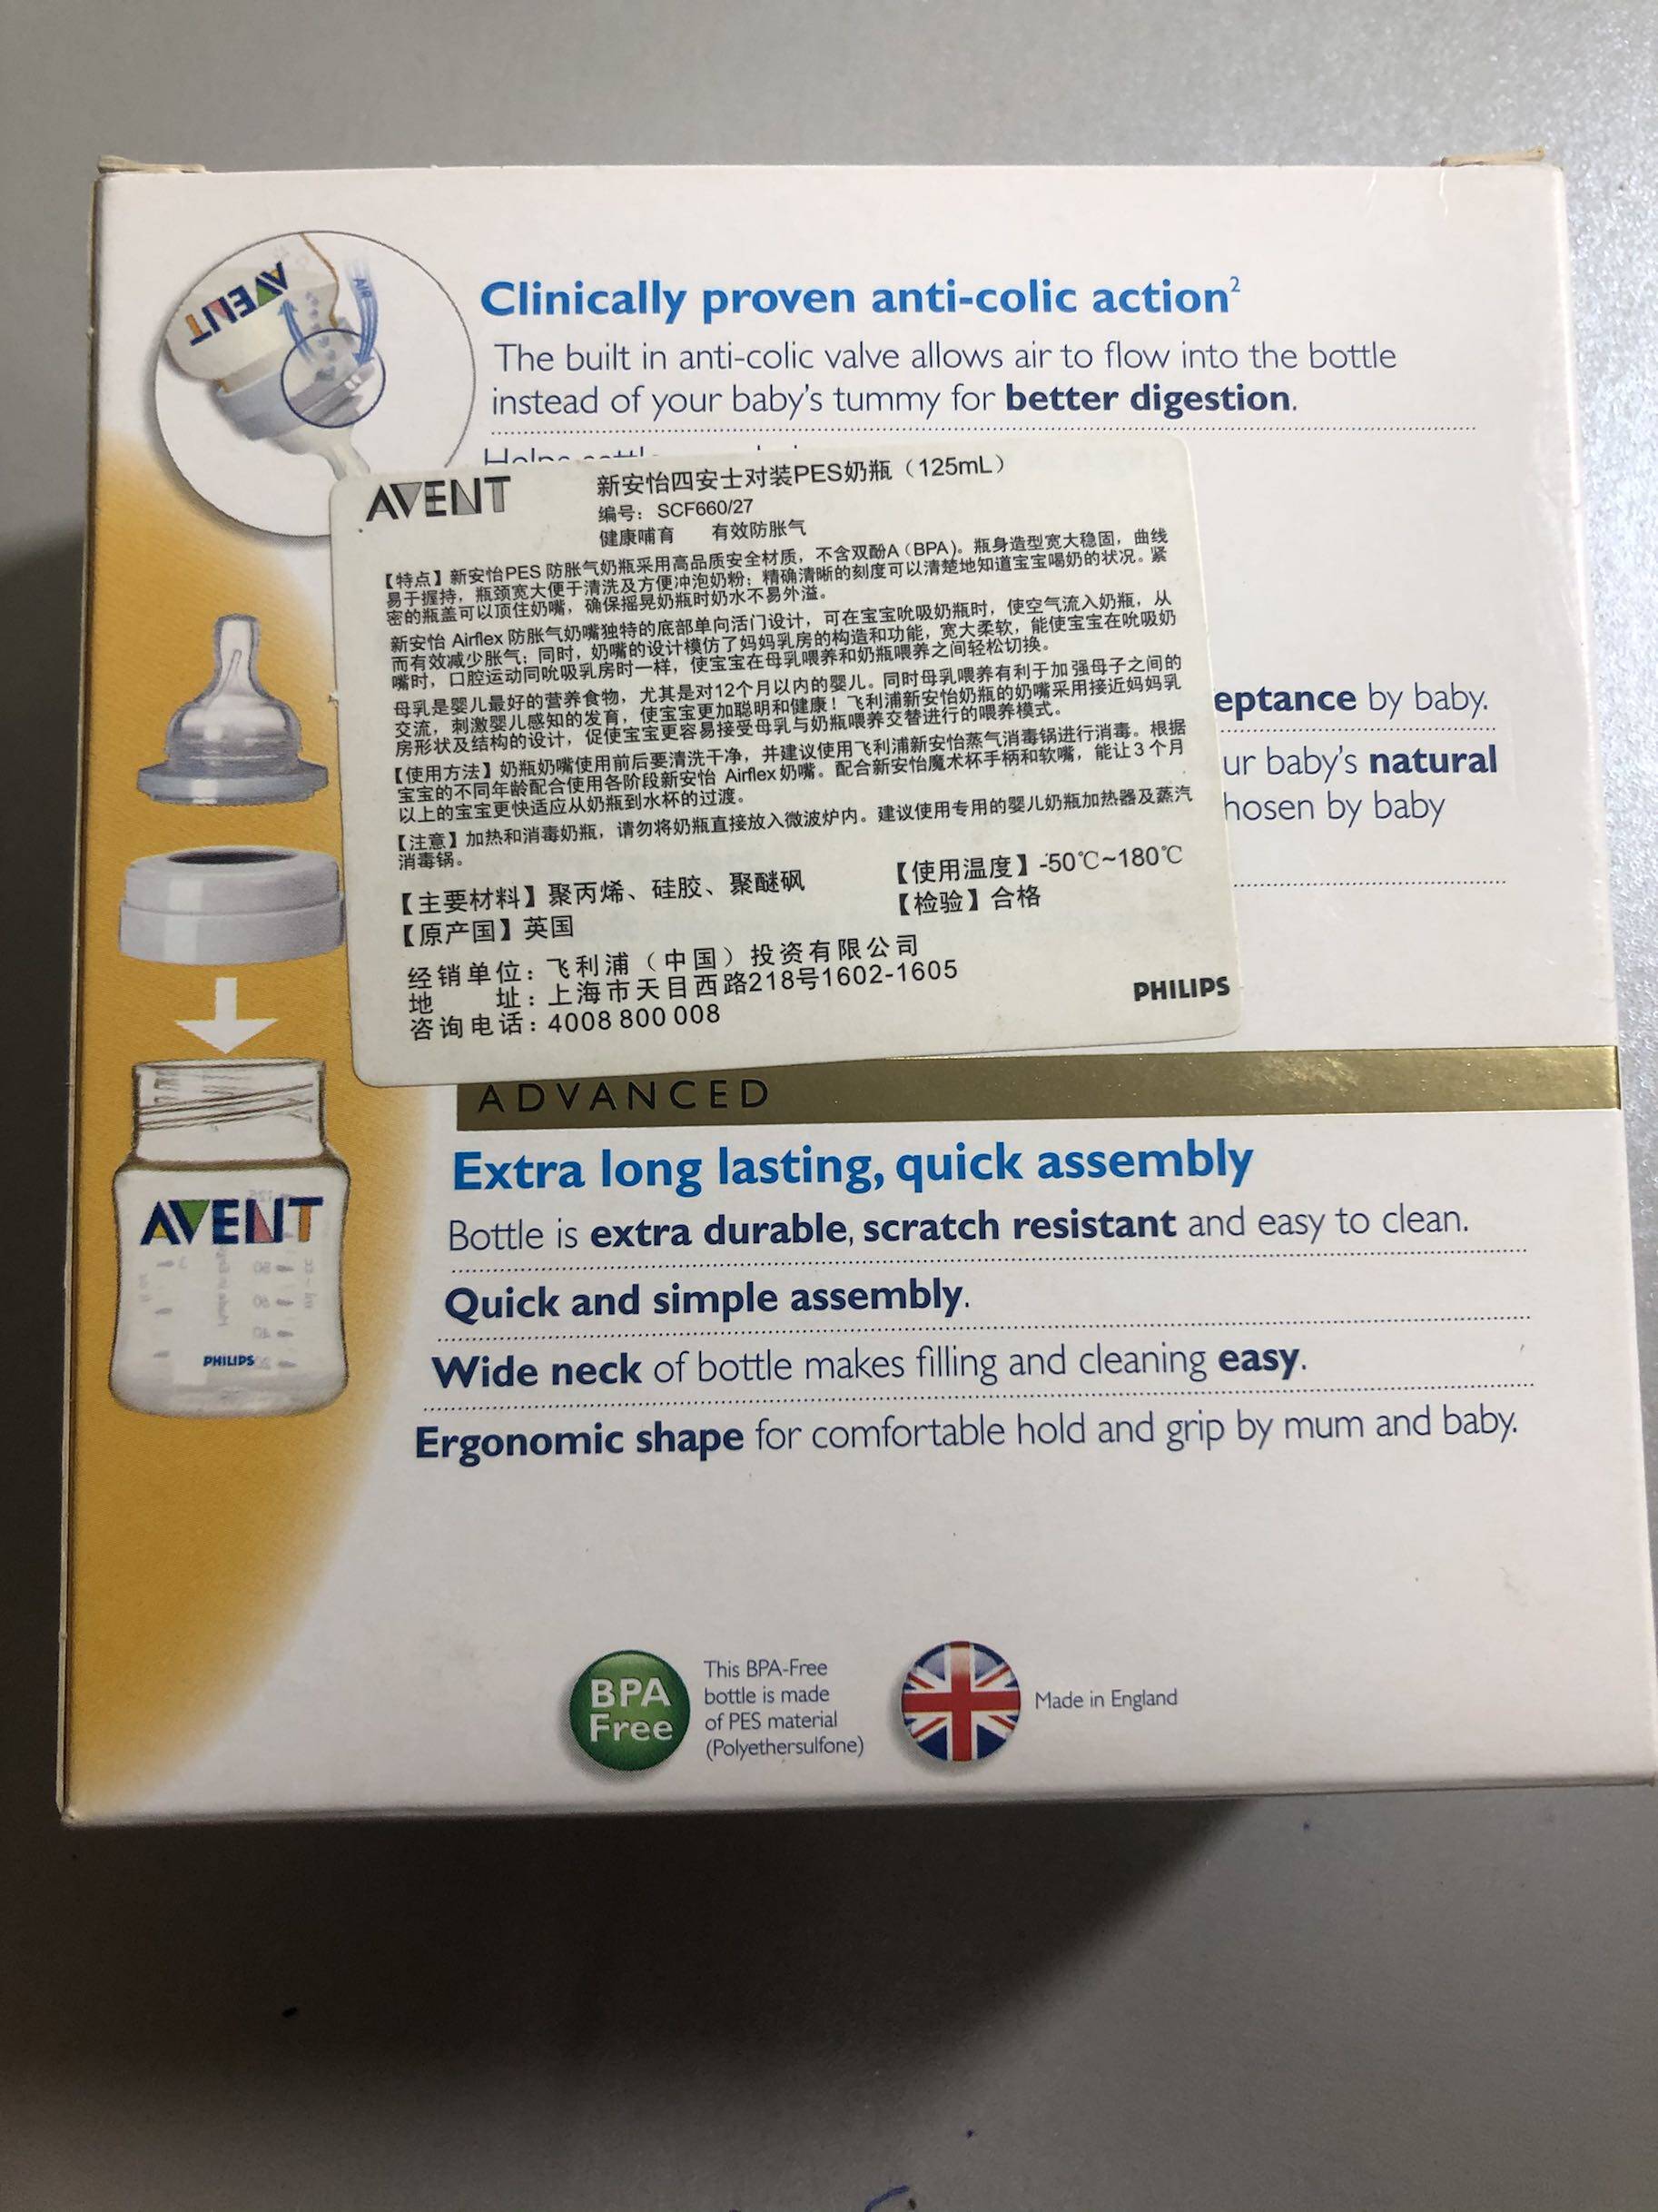 AVENT
AIR
Clinically proven anti-colic action²
The built in anti-colic valve allows air to flow into the bottle
instead of your baby's tummy for better digestion.
AVENT
新安怡四安士对装PES奶瓶（125mL）
编号：SCF660/27
健康哺育 有效防胀气
【特点】新安怡PES 防胀气奶瓶采用高品质安全材质，不含双酚A（BPA）。瓶身造型宽大稳固，曲线
易于握持，瓶颈宽大便于清洗及方便冲泡奶粉；精确清晰的刻度可以清楚地知道宝宝喝奶的状况。紧
密的瓶盖可以顶住奶嘴，确保摇晃奶瓶时奶水不易外溢。
新安怡 Airflex 防胀气奶嘴独特的底部单向活门设计，可在宝宝吮吸奶瓶时，使空气流入奶瓶，从
而有效减少胀气；同时，奶嘴的设计模仿了妈妈乳房的构造和功能，宽大柔软，能使宝宝在吮吸奶
嘴时，口腔运动同吮吸乳房时一样，使宝宝在母乳喂养和奶瓶喂养之间轻松切换。
母乳是婴儿最好的营养食物，尤其是对12个月以内的婴儿。同时母乳喂养有利于加强母子之间的
交流，刺激婴儿感知的发育，使宝宝更加聪明和健康！飞利浦新安怡奶瓶的奶嘴采用接近妈妈乳
房形状及结构的设计，促使宝宝更容易接受母乳与奶瓶喂养交替进行的喂养模式。
【使用方法】奶瓶奶嘴使用前后要清洗干净，并建议使用飞利浦新安怡蒸气消毒锅进行消毒。根据
宝宝的不同年龄配合使用各阶段新安怡 Airflex 奶嘴。配合新安怡魔术杯手柄和软嘴，能让3个月
以上的宝宝更快适应从奶瓶到水杯的过渡。
【注意】加热和消毒奶瓶，请勿将奶瓶直接放入微波炉内。建议使用专用的婴儿奶瓶加热器及蒸汽
消毒锅。
【主要材料】聚丙烯、硅胶、聚醚砜 【使用温度】-50℃~180℃
【原产国】英国 【检验】合格
经销单位：飞利浦（中国）投资有限公司
地 址：上海市天目西路218号1602-1605
咨询电话：4008 800 008
PHILIPS
eptance by baby.
ur baby's natural
hosen by baby
ADVANCED
Extra long lasting, quick assembly
Bottle is extra durable, scratch resistant and easy to clean.
Quick and simple assembly.
Wide neck of bottle makes filling and cleaning easy.
Ergonomic shape for comfortable hold and grip by mum and baby.
AVENT
PHILIPS
BPA
Free
This BPA-Free
bottle is made
of PES material
(Polyethersulfone)
Made in England